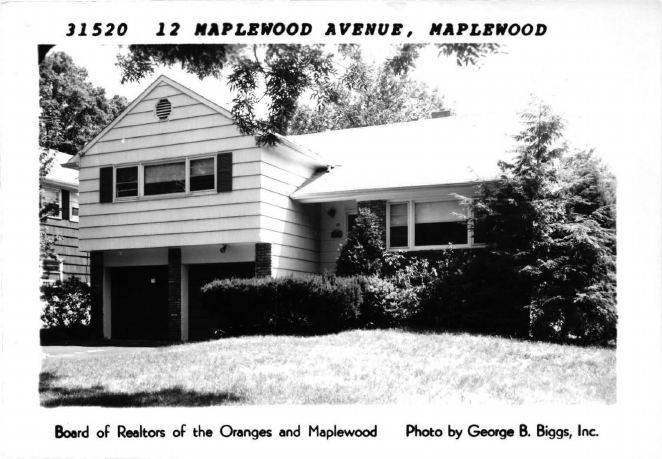 31520 12 MAPLEWOOD AVENUE, MAPLEWOOD
Board of Realtors of the Oranges and Maplewood Photo by George B. Biggs, Inc.